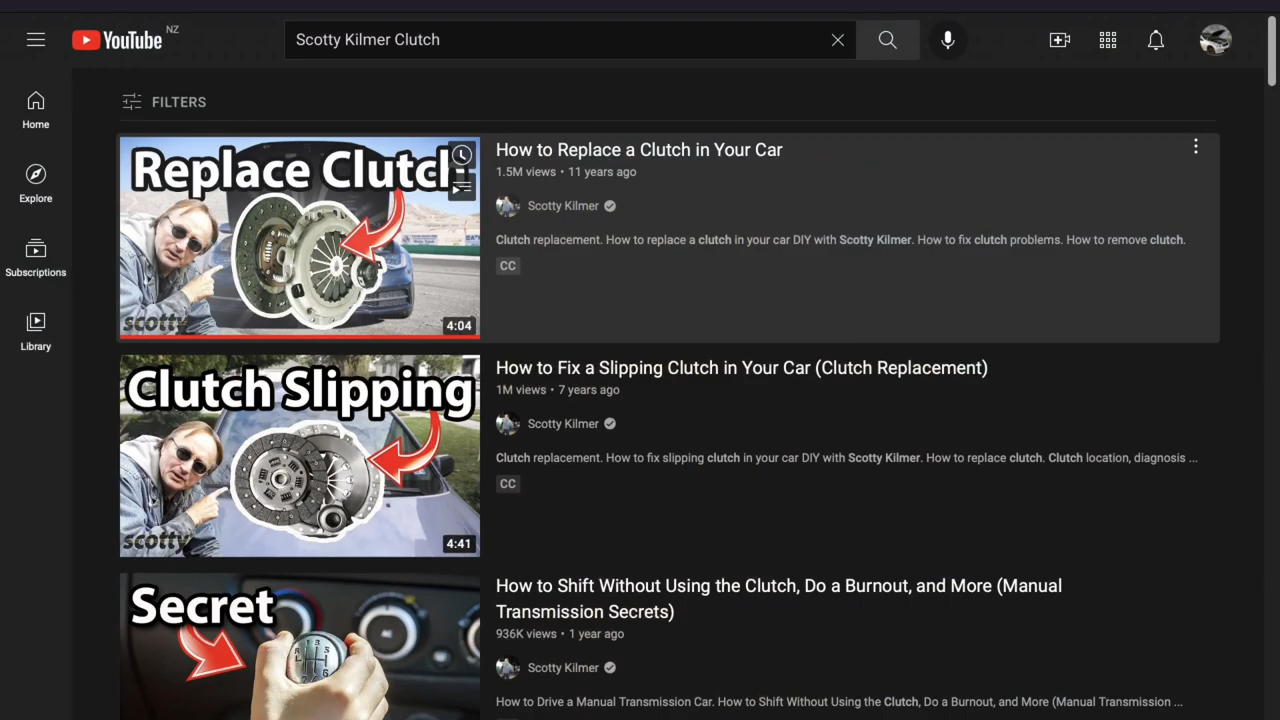 YouTube NZ
Scotty Kilmer Clutch
Home
Explore
Subscriptions
Library
FILTERS
Replace Clutch
scotty
4:04
How to Replace a Clutch in Your Car
1.5M views • 11 years ago
Scotty Kilmer
Clutch replacement. How to replace a clutch in your car DIY with Scotty Kilmer. How to fix clutch problems. How to remove clutch.
CC
Clutch Slipping
scotty
4:41
How to Fix a Slipping Clutch in Your Car (Clutch Replacement)
1M views • 7 years ago
Scotty Kilmer
Clutch replacement. How to fix slipping clutch in your car DIY with Scotty Kilmer. How to replace clutch. Clutch location, diagnosis ...
CC
Secret
How to Shift Without Using the Clutch, Do a Burnout, and More (Manual
Transmission Secrets)
936K views • 1 year ago
Scotty Kilmer
How to Drive a Manual Transmission Car. How to Shift Without Using the Clutch, Do a Burnout, and More (Manual Transmission ...